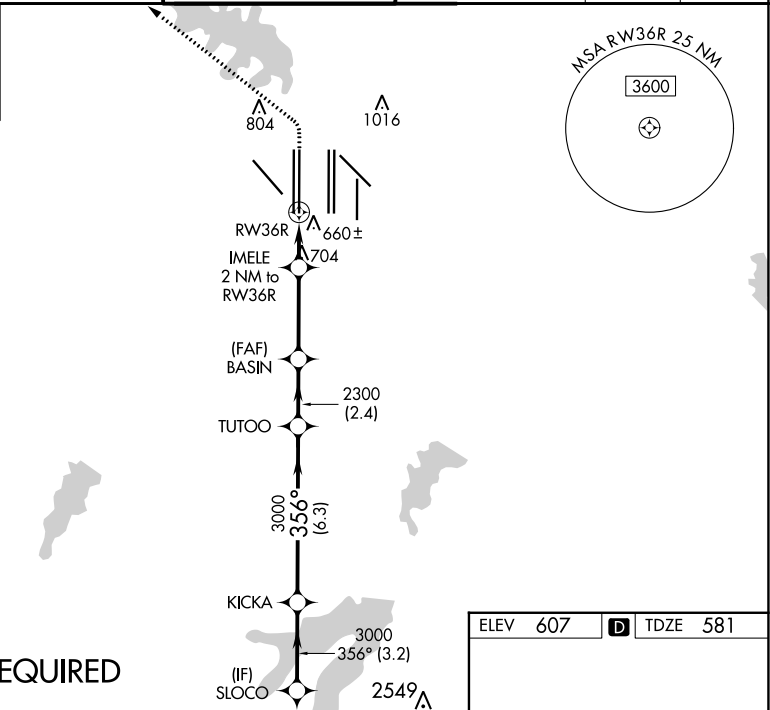 MSA RW36R 25 NM
3600
804
1016
RW36R
660±
704
IMELE
2 NM to
RW36R
(FAF)
BASIN
2300
(2.4)
TUTOO
3000
356°
(6.3)
KICKA
3000
356° (3.2)
(IF)
SLOCO
2549
EQUIRED
ELEV 607 D TDZE 581